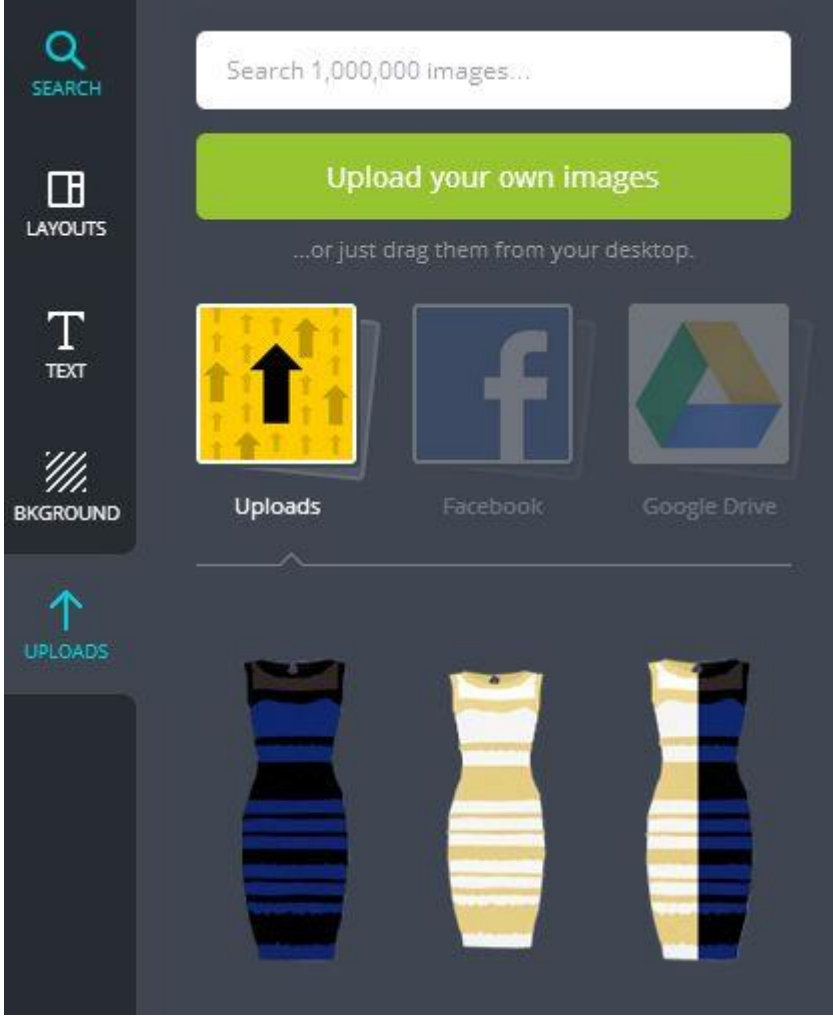 SEARCH
LAYOUTS
TEXT
BKGROUND
UPLOADS
Search 1,000,000 images...
Upload your own images
...or just drag them from your desktop.
Uploads
Facebook
Google Drive